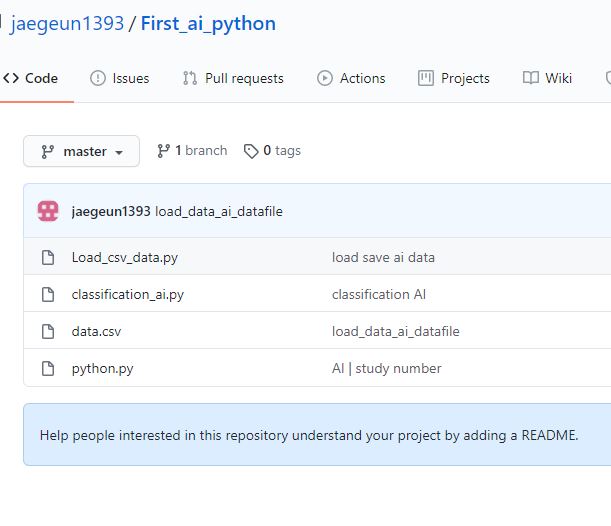 jaegeun1393 / First_ai_python
Code Issues Pull requests Actions Projects Wiki
master 1 branch 0 tags
jaegeun1393 load_data_ai_datafile
Load_csv_data.py load save ai data
classification_ai.py classification AI
data.csv load_data_ai_datafile
python.py AI | study number
Help people interested in this repository understand your project by adding a README.